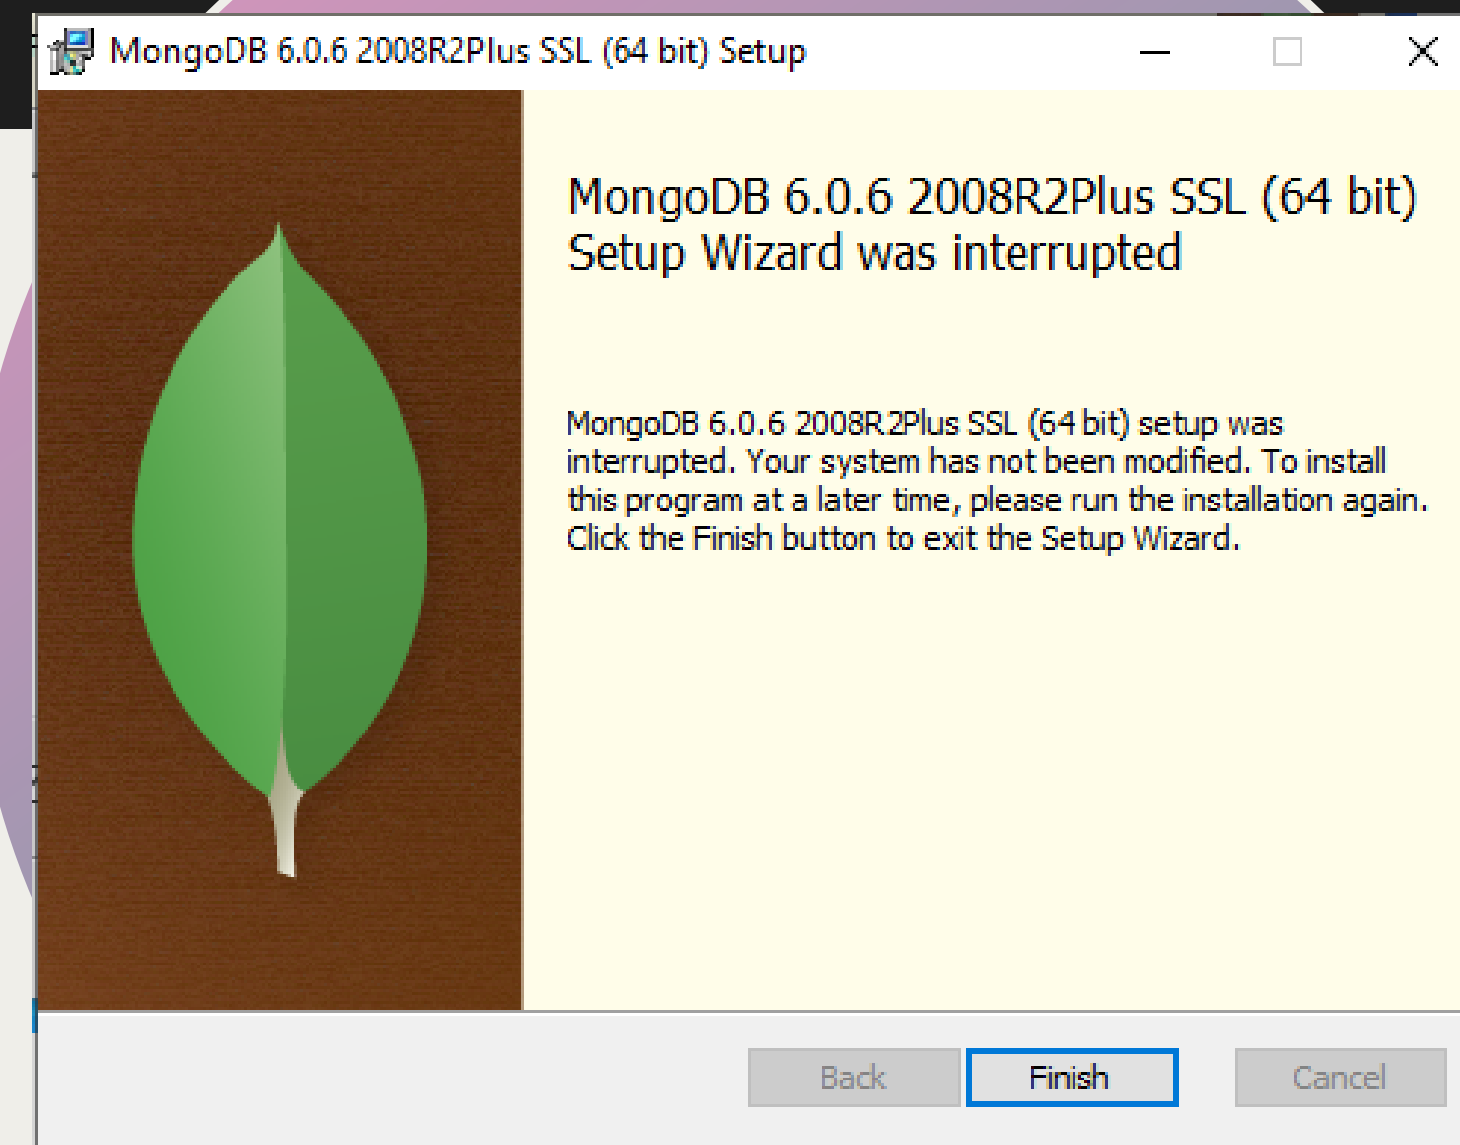 MongoDB 6.0.6 2008R2Plus SSL (64 bit) Setup
MongoDB 6.0.6 2008R2Plus SSL (64 bit)
Setup Wizard was interrupted
MongoDB 6.0.6 2008R2Plus SSL (64 bit) setup was
interrupted. Your system has not been modified. To install
this program at a later time, please run the installation again.
Click the Finish button to exit the Setup Wizard.
Back
Finish
Cancel